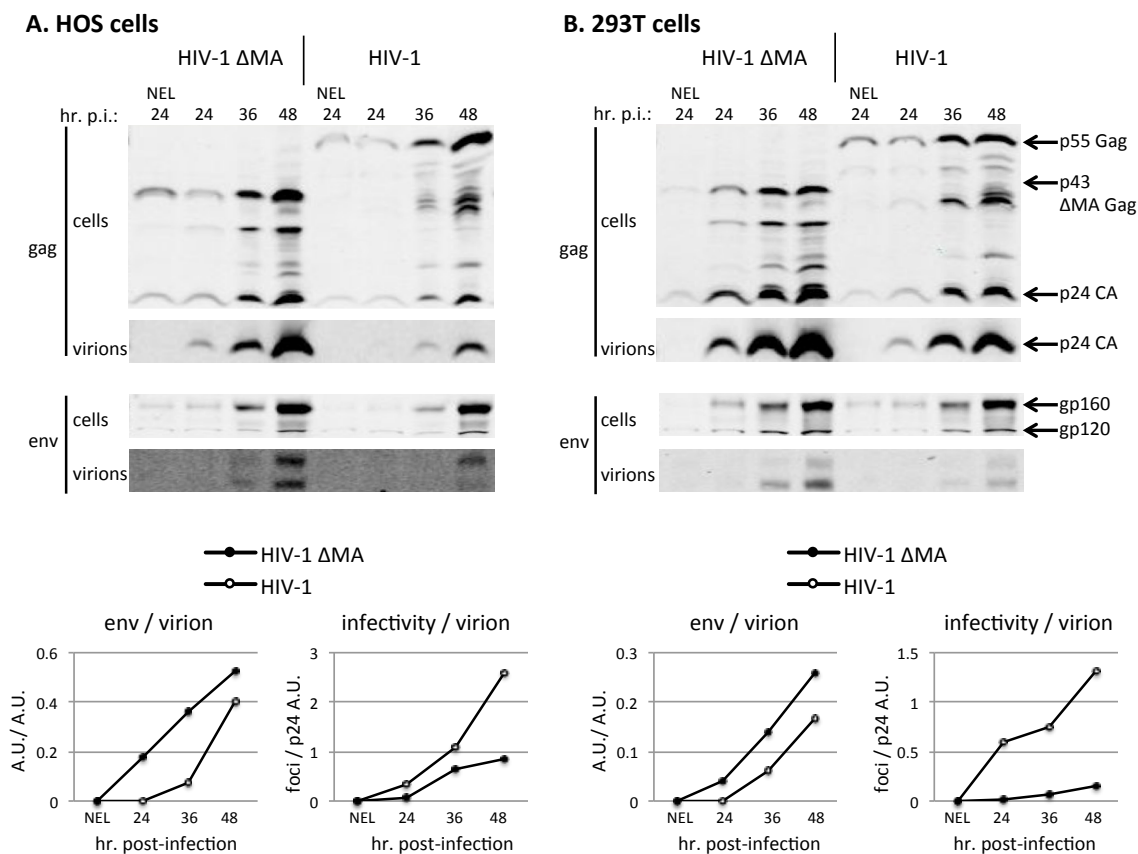 A. HOS cells
HIV-1 ΔMA
HIV-1
NEL
NEL
hr. p.i.:
24
24
36
48
24
24
36
48
gag
cells
virions
env
cells
virions
B. 293T cells
HIV-1 ΔMA
HIV-1
NEL
NEL
hr. p.i.:
24
24
36
48
24
24
36
48
gag
cells
virions
env
cells
virions
p55 Gag
p43
ΔMA Gag
p24 CA
p24 CA
gp160
gp120
HIV-1 ΔMA
HIV-1
env / virion
A.U./ A.U.
0.6
0.4
0.2
0
NEL 24 36 48
hr. post-infection
infectivity / virion
foci / p24 A.U.
3
2
1
0
NEL 24 36 48
hr. post-infection
HIV-1 ΔMA
HIV-1
env / virion
A.U./ A.U.
0.3
0.2
0.1
0
NEL 24 36 48
hr. post-infection
infectivity / virion
foci / p24 A.U.
1.5
1
0.5
0
NEL 24 36 48
hr. post-infection